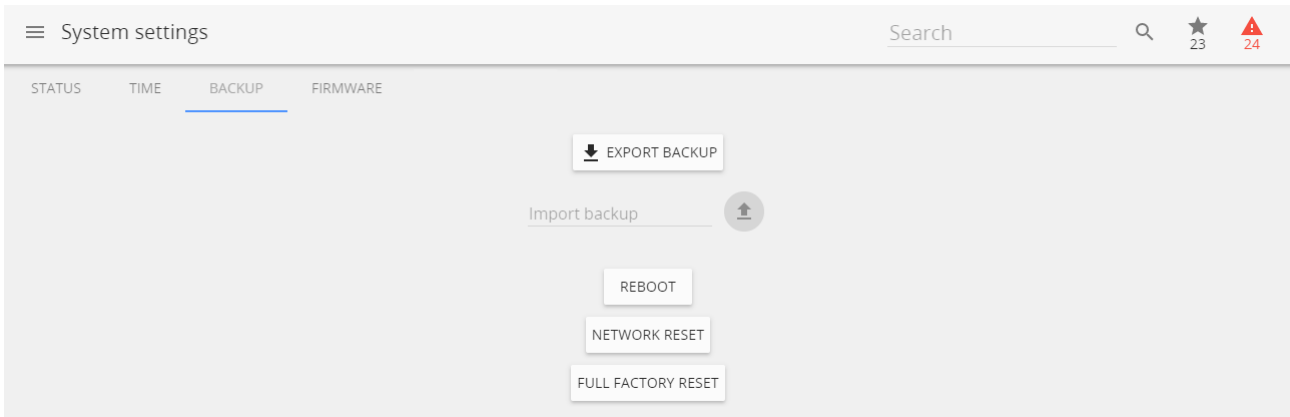 System settings
Search
23
24
STATUS TIME BACKUP FIRMWARE
EXPORT BACKUP
Import backup
REBOOT
NETWORK RESET
FULL FACTORY RESET